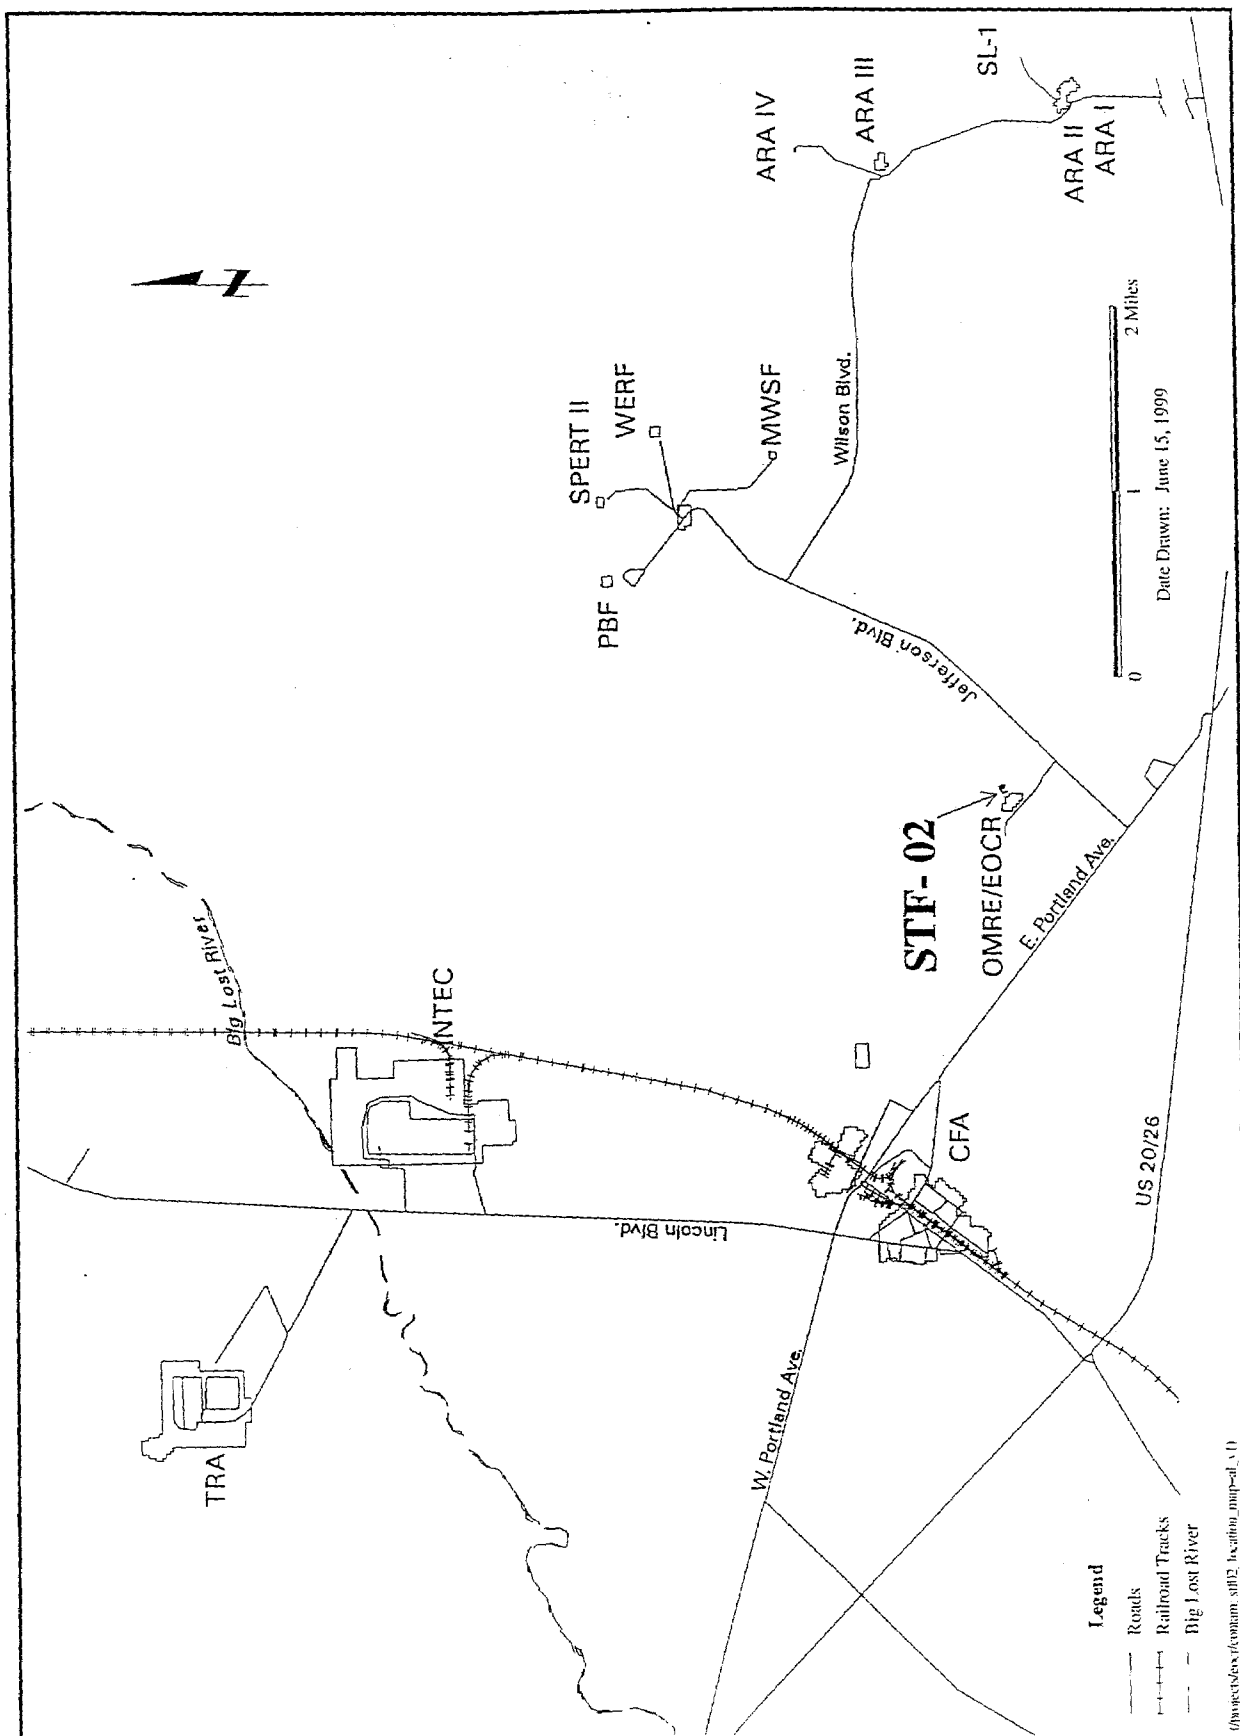 TRA
Big Lost River
INTEC
Lincoln Blvd.
W. Portland Ave.
CFA
US 20/26
E. Portland Ave.
STF-02
OMRE/EOCR
Jefferson Blvd.
PBF
SPERT II
WERF
MWSF
Wilson Blvd.
ARA IV
ARA III
SL-1
ARA II
ARA I
N
0 1 2 Miles
Date Drawn: June 15, 1999
Legend
Roads
Railroad Tracks
Big Lost River